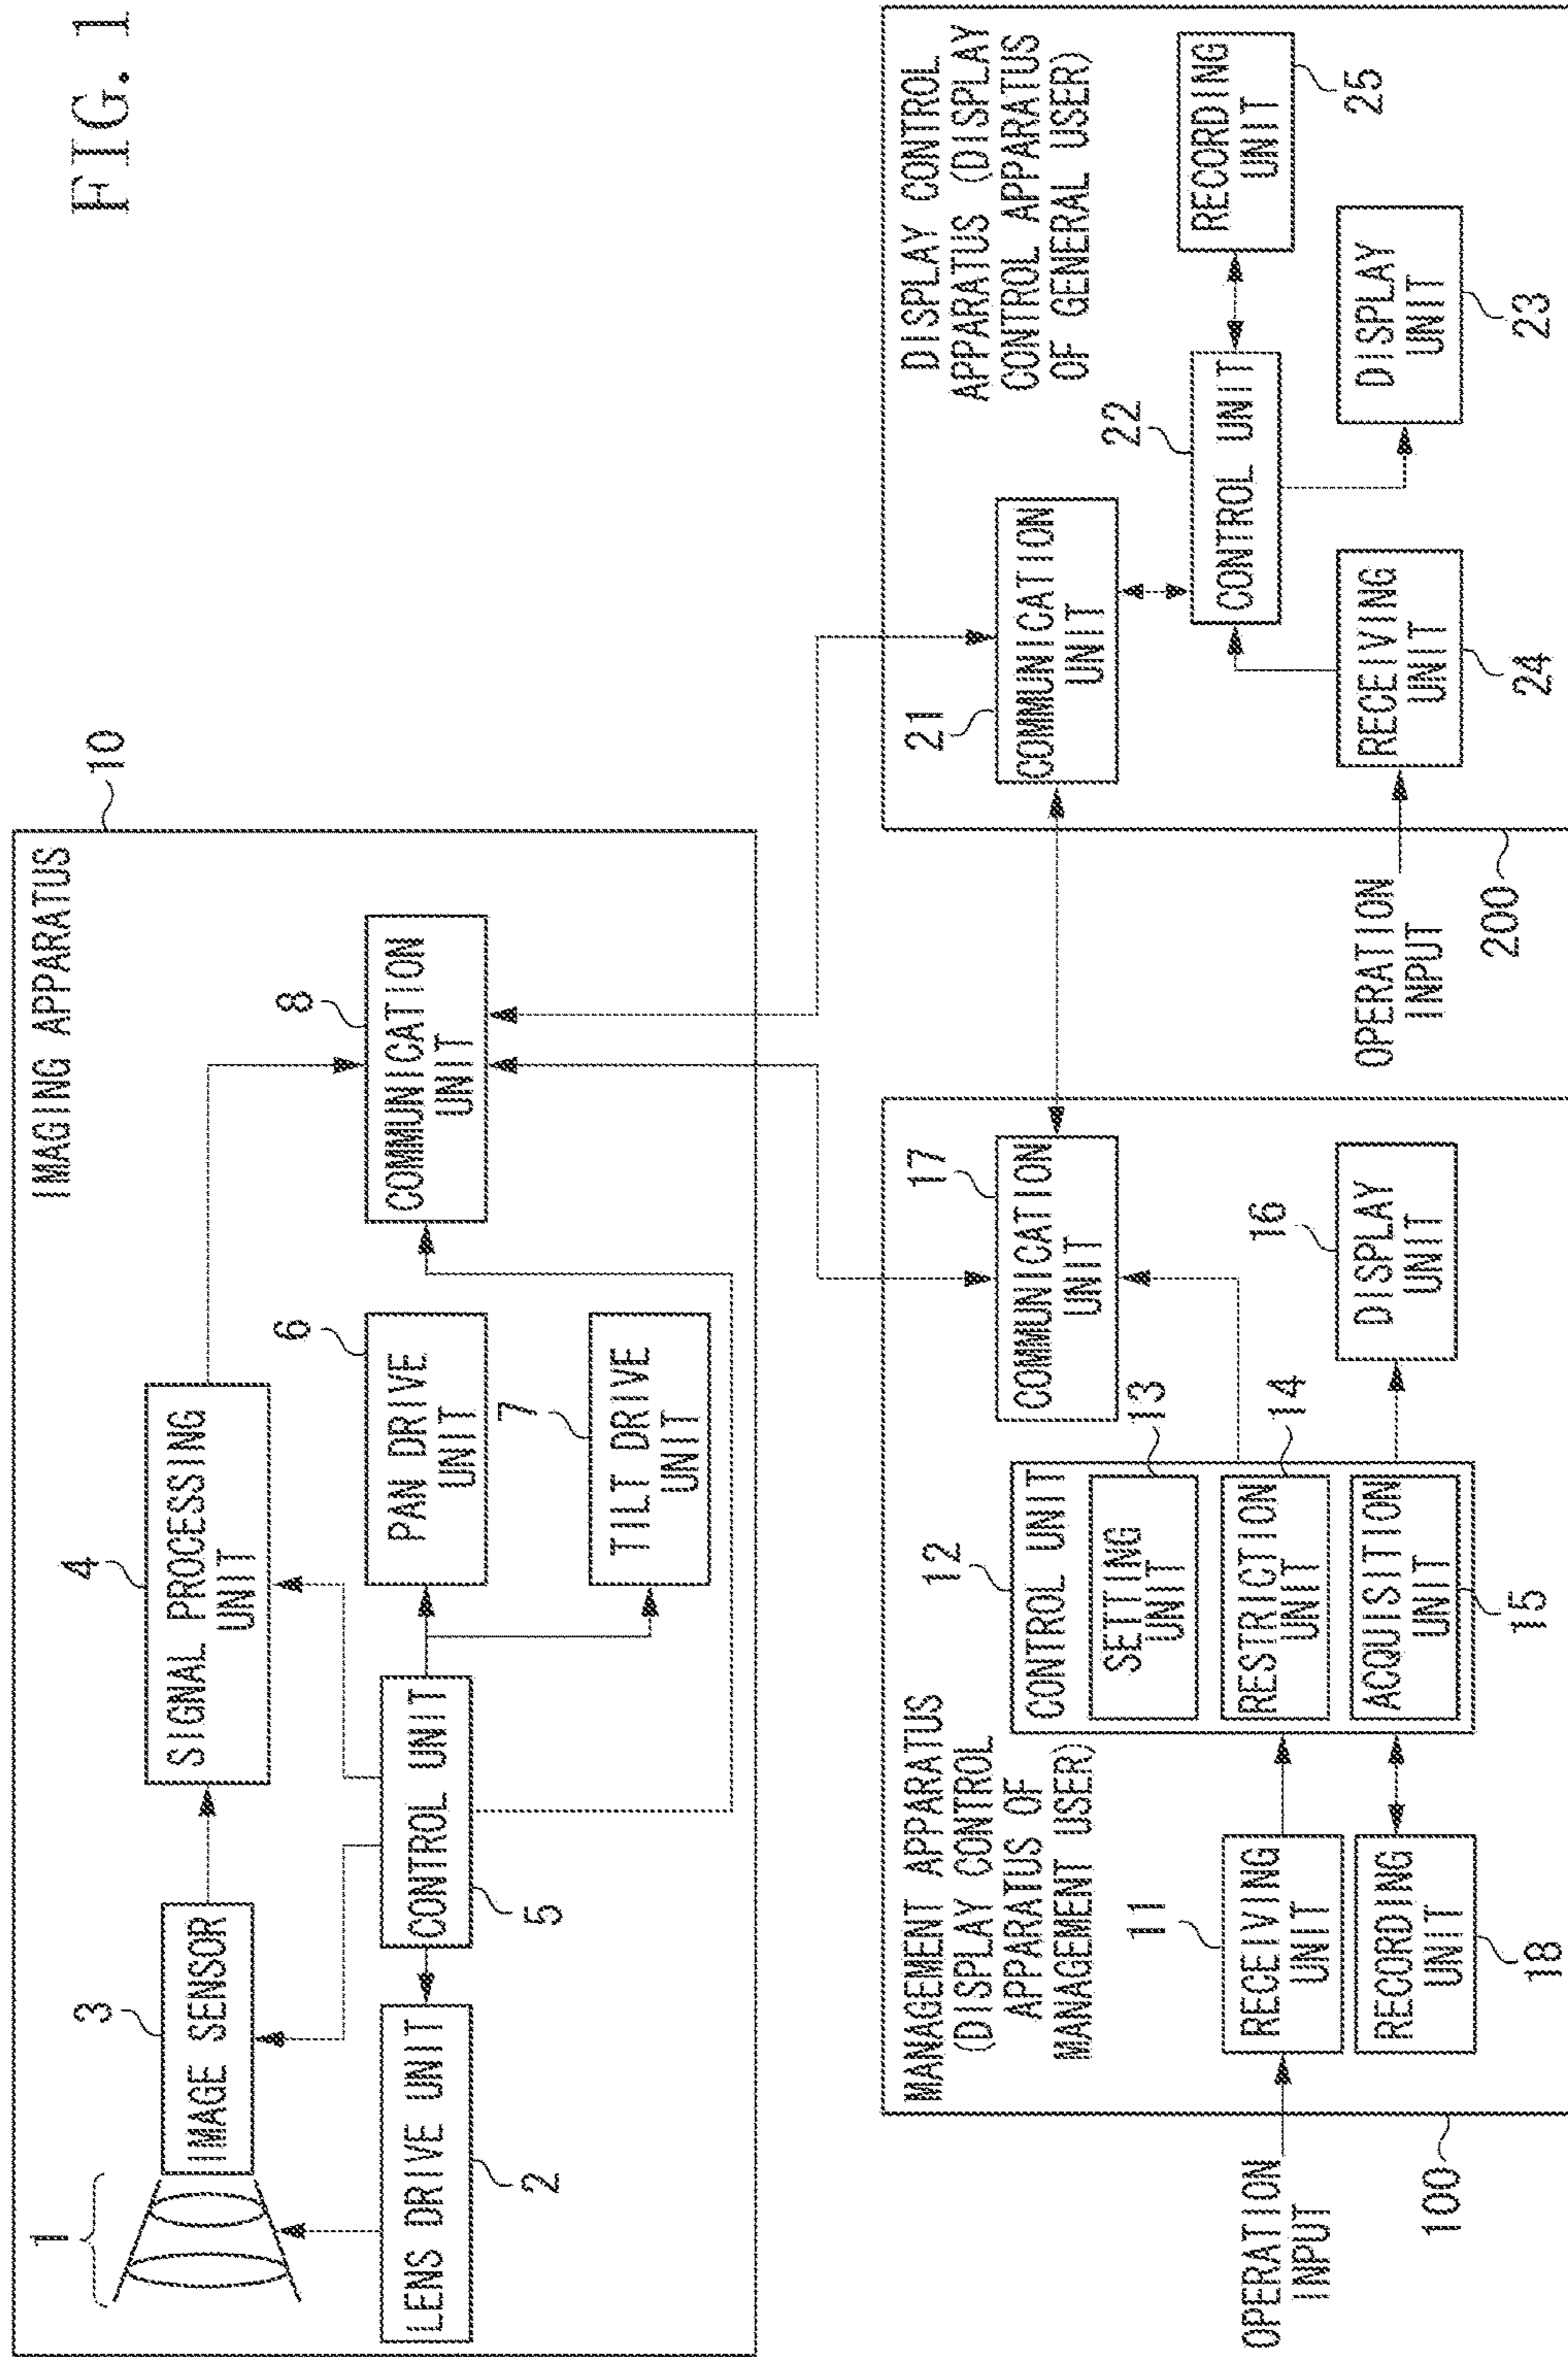 FIG. 1
IMAGING APPARATUS
10
1
3
IMAGE SENSOR
4
SIGNAL PROCESSING
UNIT
8
COMMUNICATION
UNIT
LENS DRIVE UNIT
2
CONTROL UNIT
5
6
PAN DRIVE
UNIT
7
TILT DRIVE
UNIT
MANAGEMENT APPARATUS
(DISPLAY CONTROL
APPARATUS OF
MANAGEMENT USER)
100
OPERATION
INPUT
11
RECEIVING
UNIT
RECORDING
UNIT
18
12
CONTROL UNIT
SETTING
UNIT
13
RESTRICTION
UNIT
14
ACQUISITION
UNIT
15
17
COMMUNICATION
UNIT
16
DISPLAY
UNIT
DISPLAY CONTROL
APPARATUS (DISPLAY
CONTROL APPARATUS
OF GENERAL USER)
200
OPERATION
INPUT
21
COMMUNICATION
UNIT
22
CONTROL UNIT
RECORDING
UNIT
25
RECEIVING
UNIT
24
DISPLAY
UNIT
23